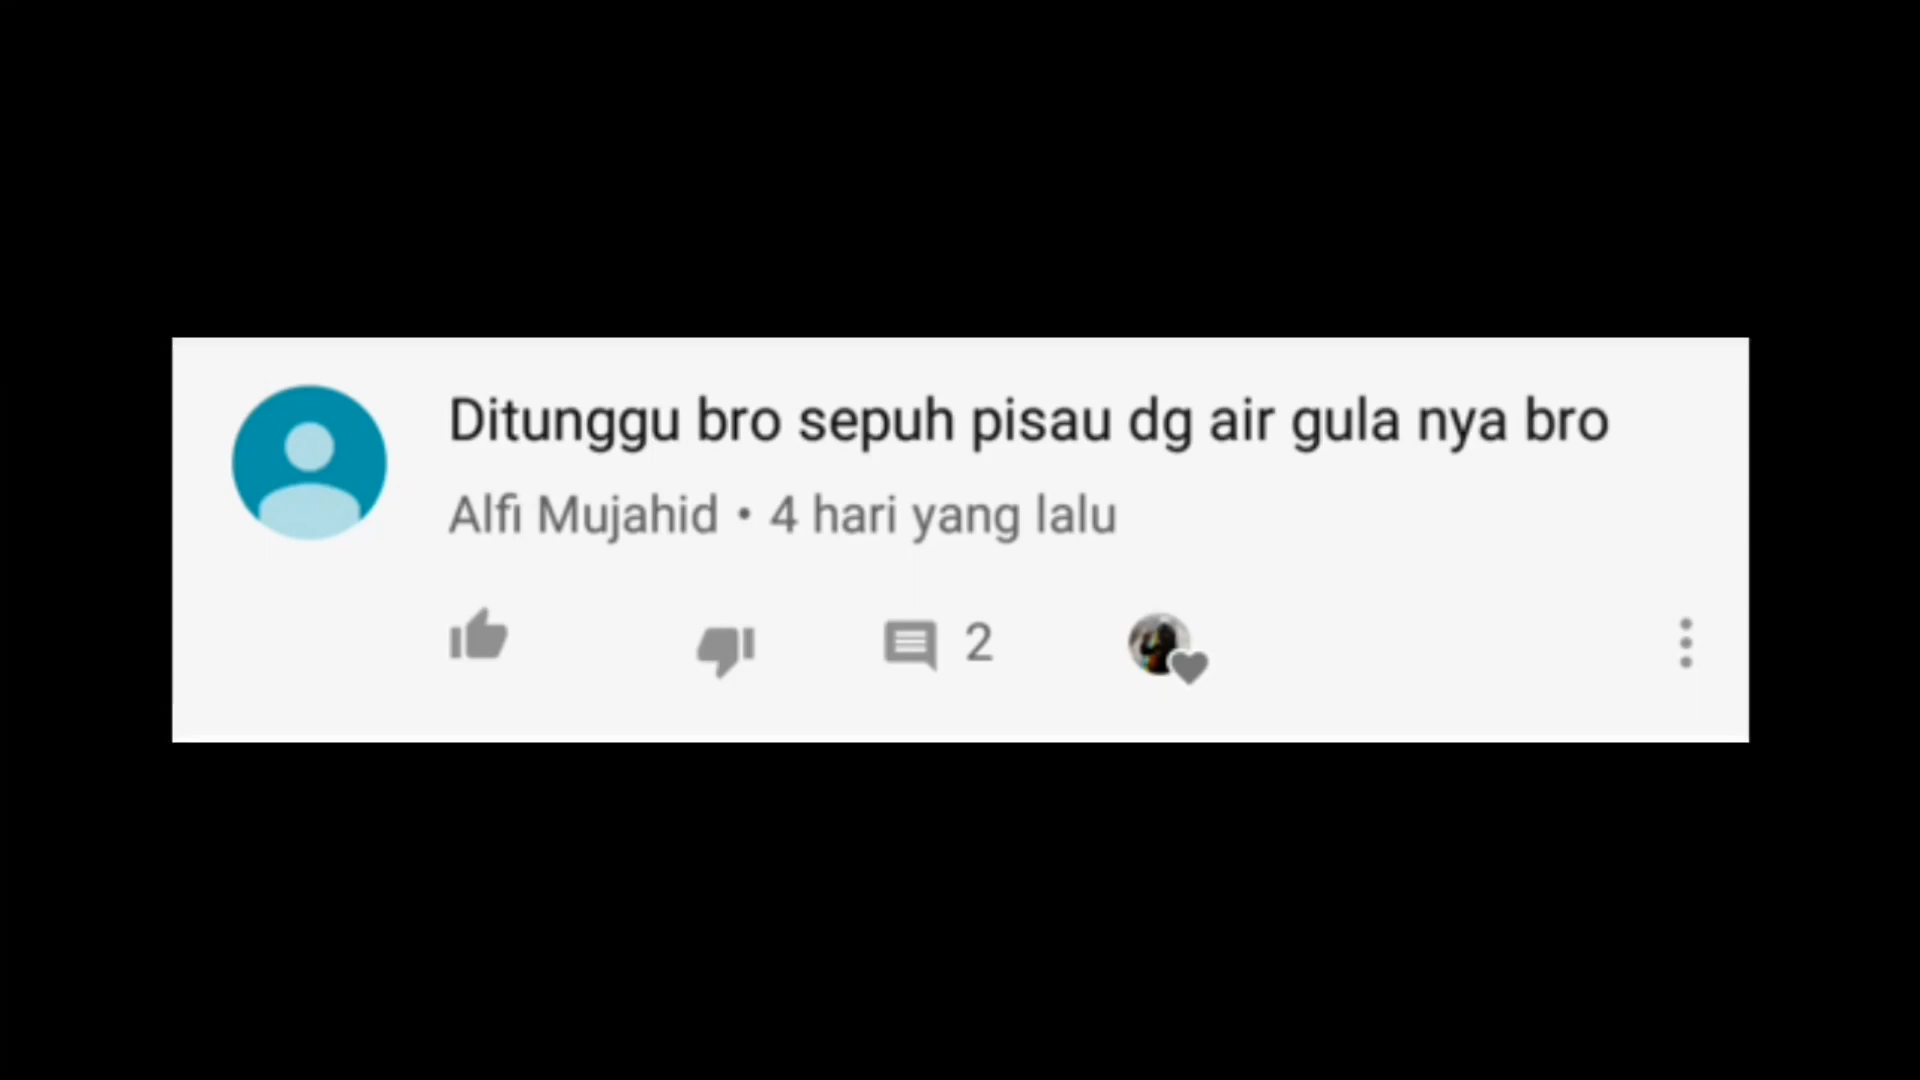 Ditunggu bro sepuh pisau dg air gula nya bro
Alfi Mujahid • 4 hari yang lalu
2